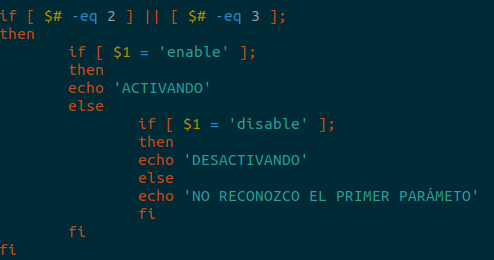 if [ $# -eq 2 ] || [ $# -eq 3 ];
then
if [ $1 = 'enable' ];
then
echo 'ACTIVANDO'
else
if [ $1 = 'disable' ];
then
echo 'DESACTIVANDO'
else
echo 'NO RECONOZCO EL PRIMER PARÁMETO'
fi
fi
fi